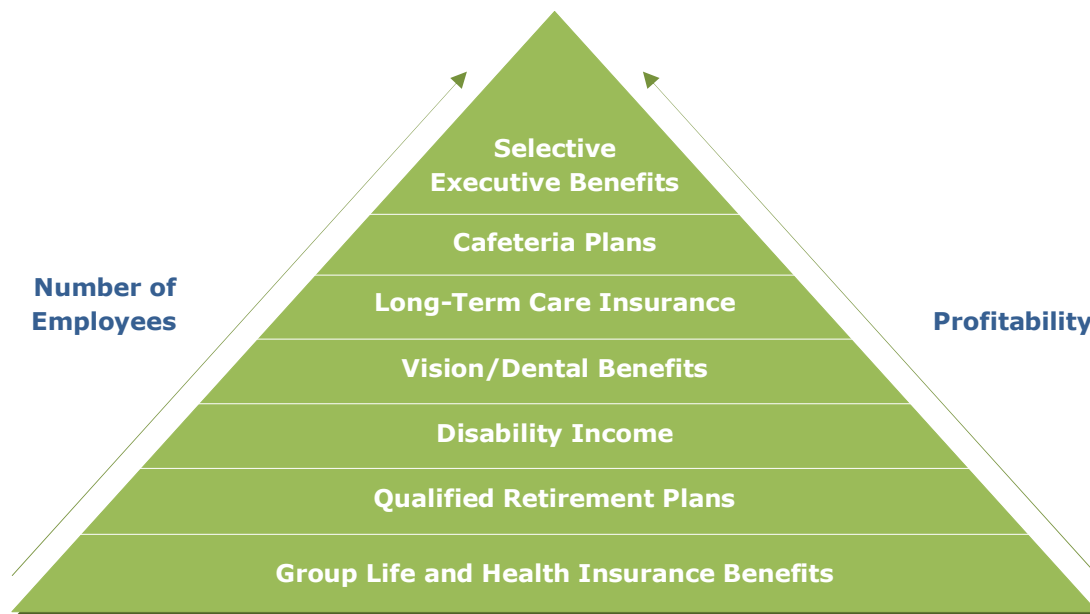 Selective
Executive Benefits
Cafeteria Plans
Number of
Employees
Long-Term Care Insurance
Profitability
Vision/Dental Benefits
Disability Income
Qualified Retirement Plans
Group Life and Health Insurance Benefits